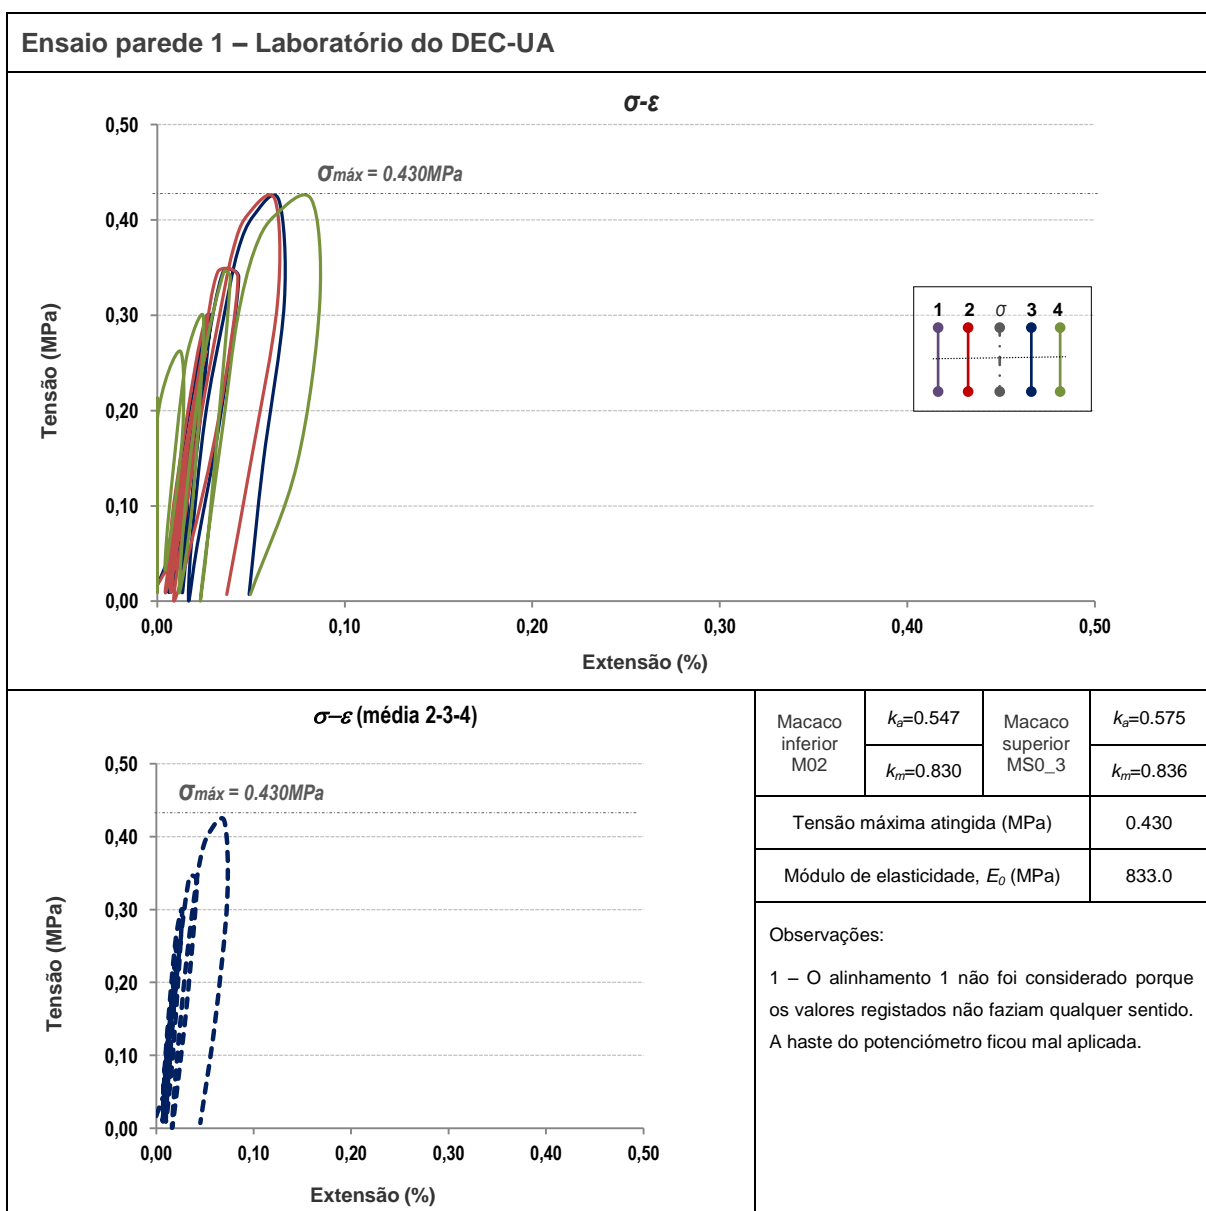 Ensaio parede 1 – Laboratório do DEC-UA
σ-ε
0,50
σmáx = 0.430MPa
0,40
0,30
0,20
0,10
0,00
Tensão (MPa)
1 2 σ 3 4
0,00 0,10 0,20 0,30 0,40 0,50
Extensão (%)
σ–ε (média 2-3-4)
0,50
σmáx = 0.430MPa
0,40
0,30
0,20
0,10
0,00
Tensão (MPa)
0,00 0,10 0,20 0,30 0,40 0,50
Extensão (%)
Macaco
inferior
M02
ka=0.547
km=0.830
Macaco
superior
MS0_3
ka=0.575
km=0.836
Tensão máxima atingida (MPa) 0.430
Módulo de elasticidade, E0 (MPa) 833.0
Observações:
1 – O alinhamento 1 não foi considerado porque
os valores registados não faziam qualquer sentido.
A haste do potenciómetro ficou mal aplicada.